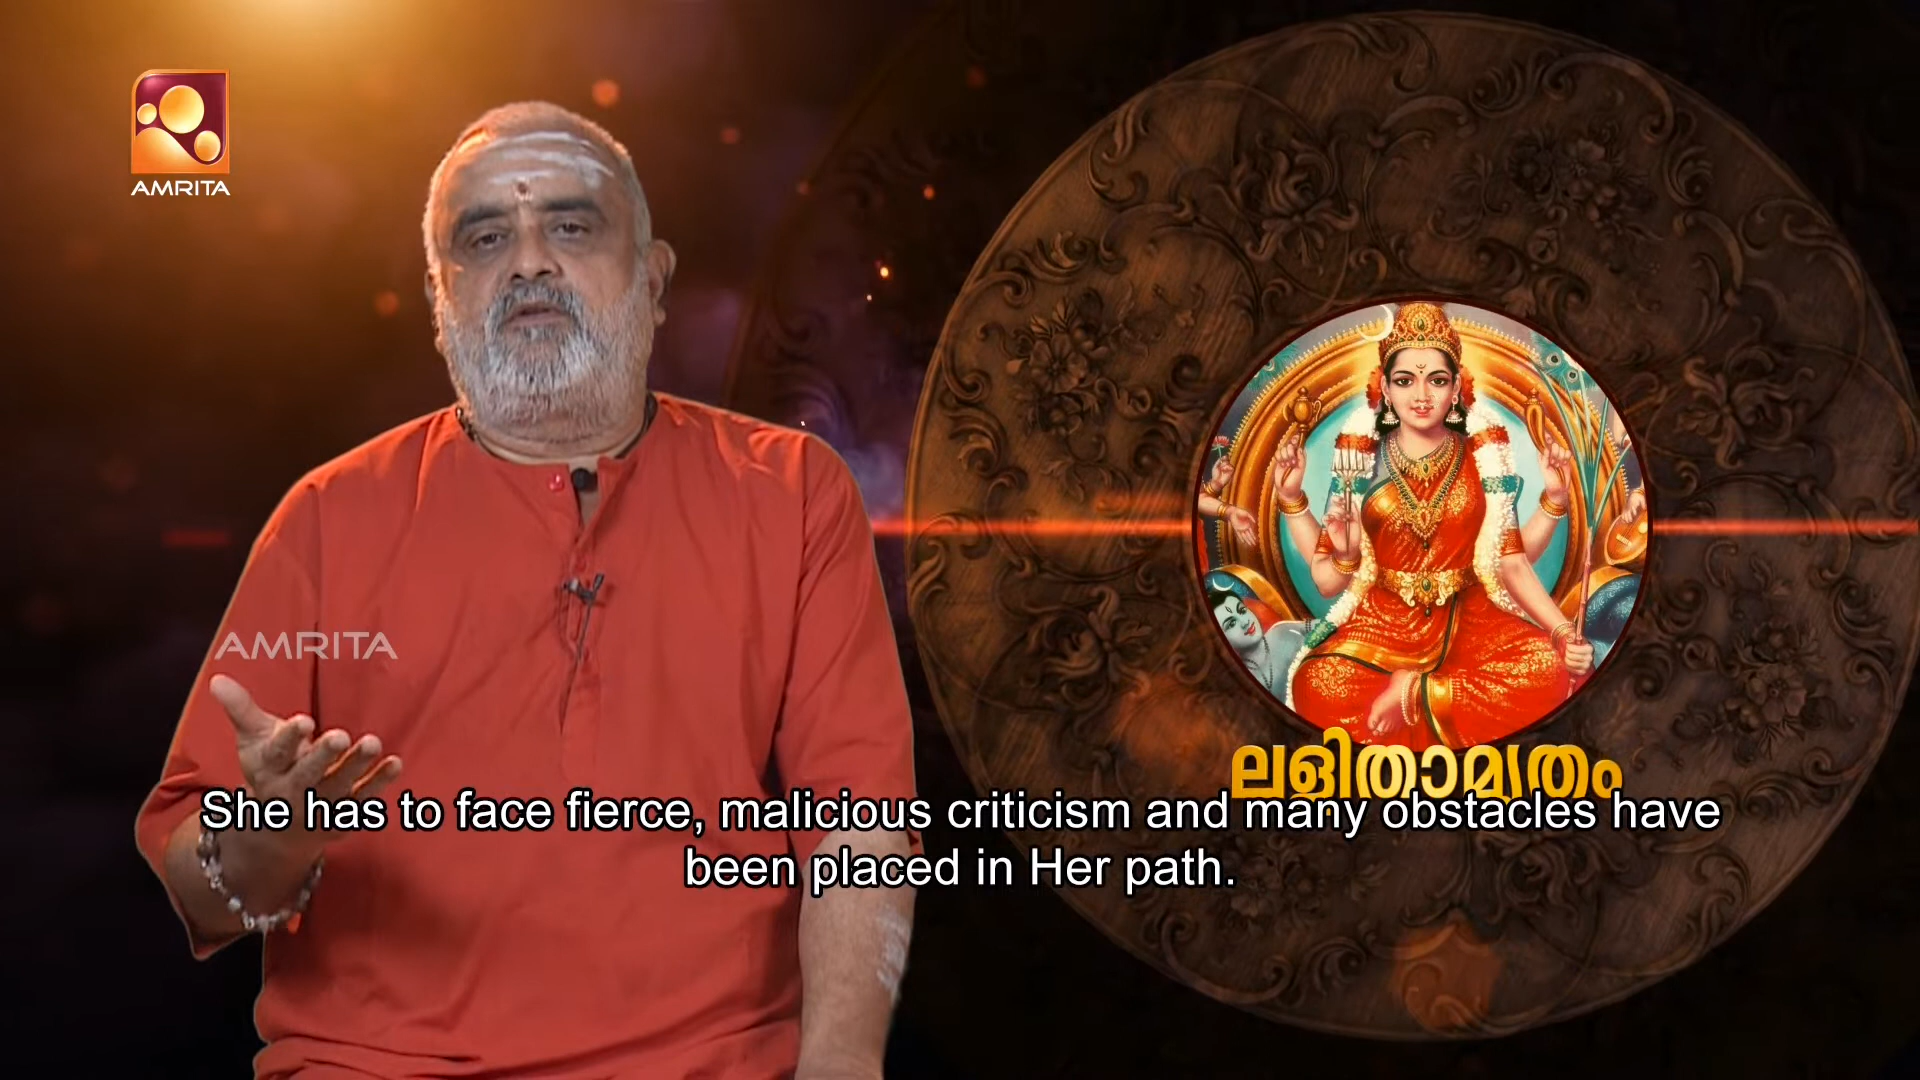 AMRITA
AMRITA
ലളിതാമൃതം
She has to face fierce, malicious criticism and many obstacles have
been placed in Her path.